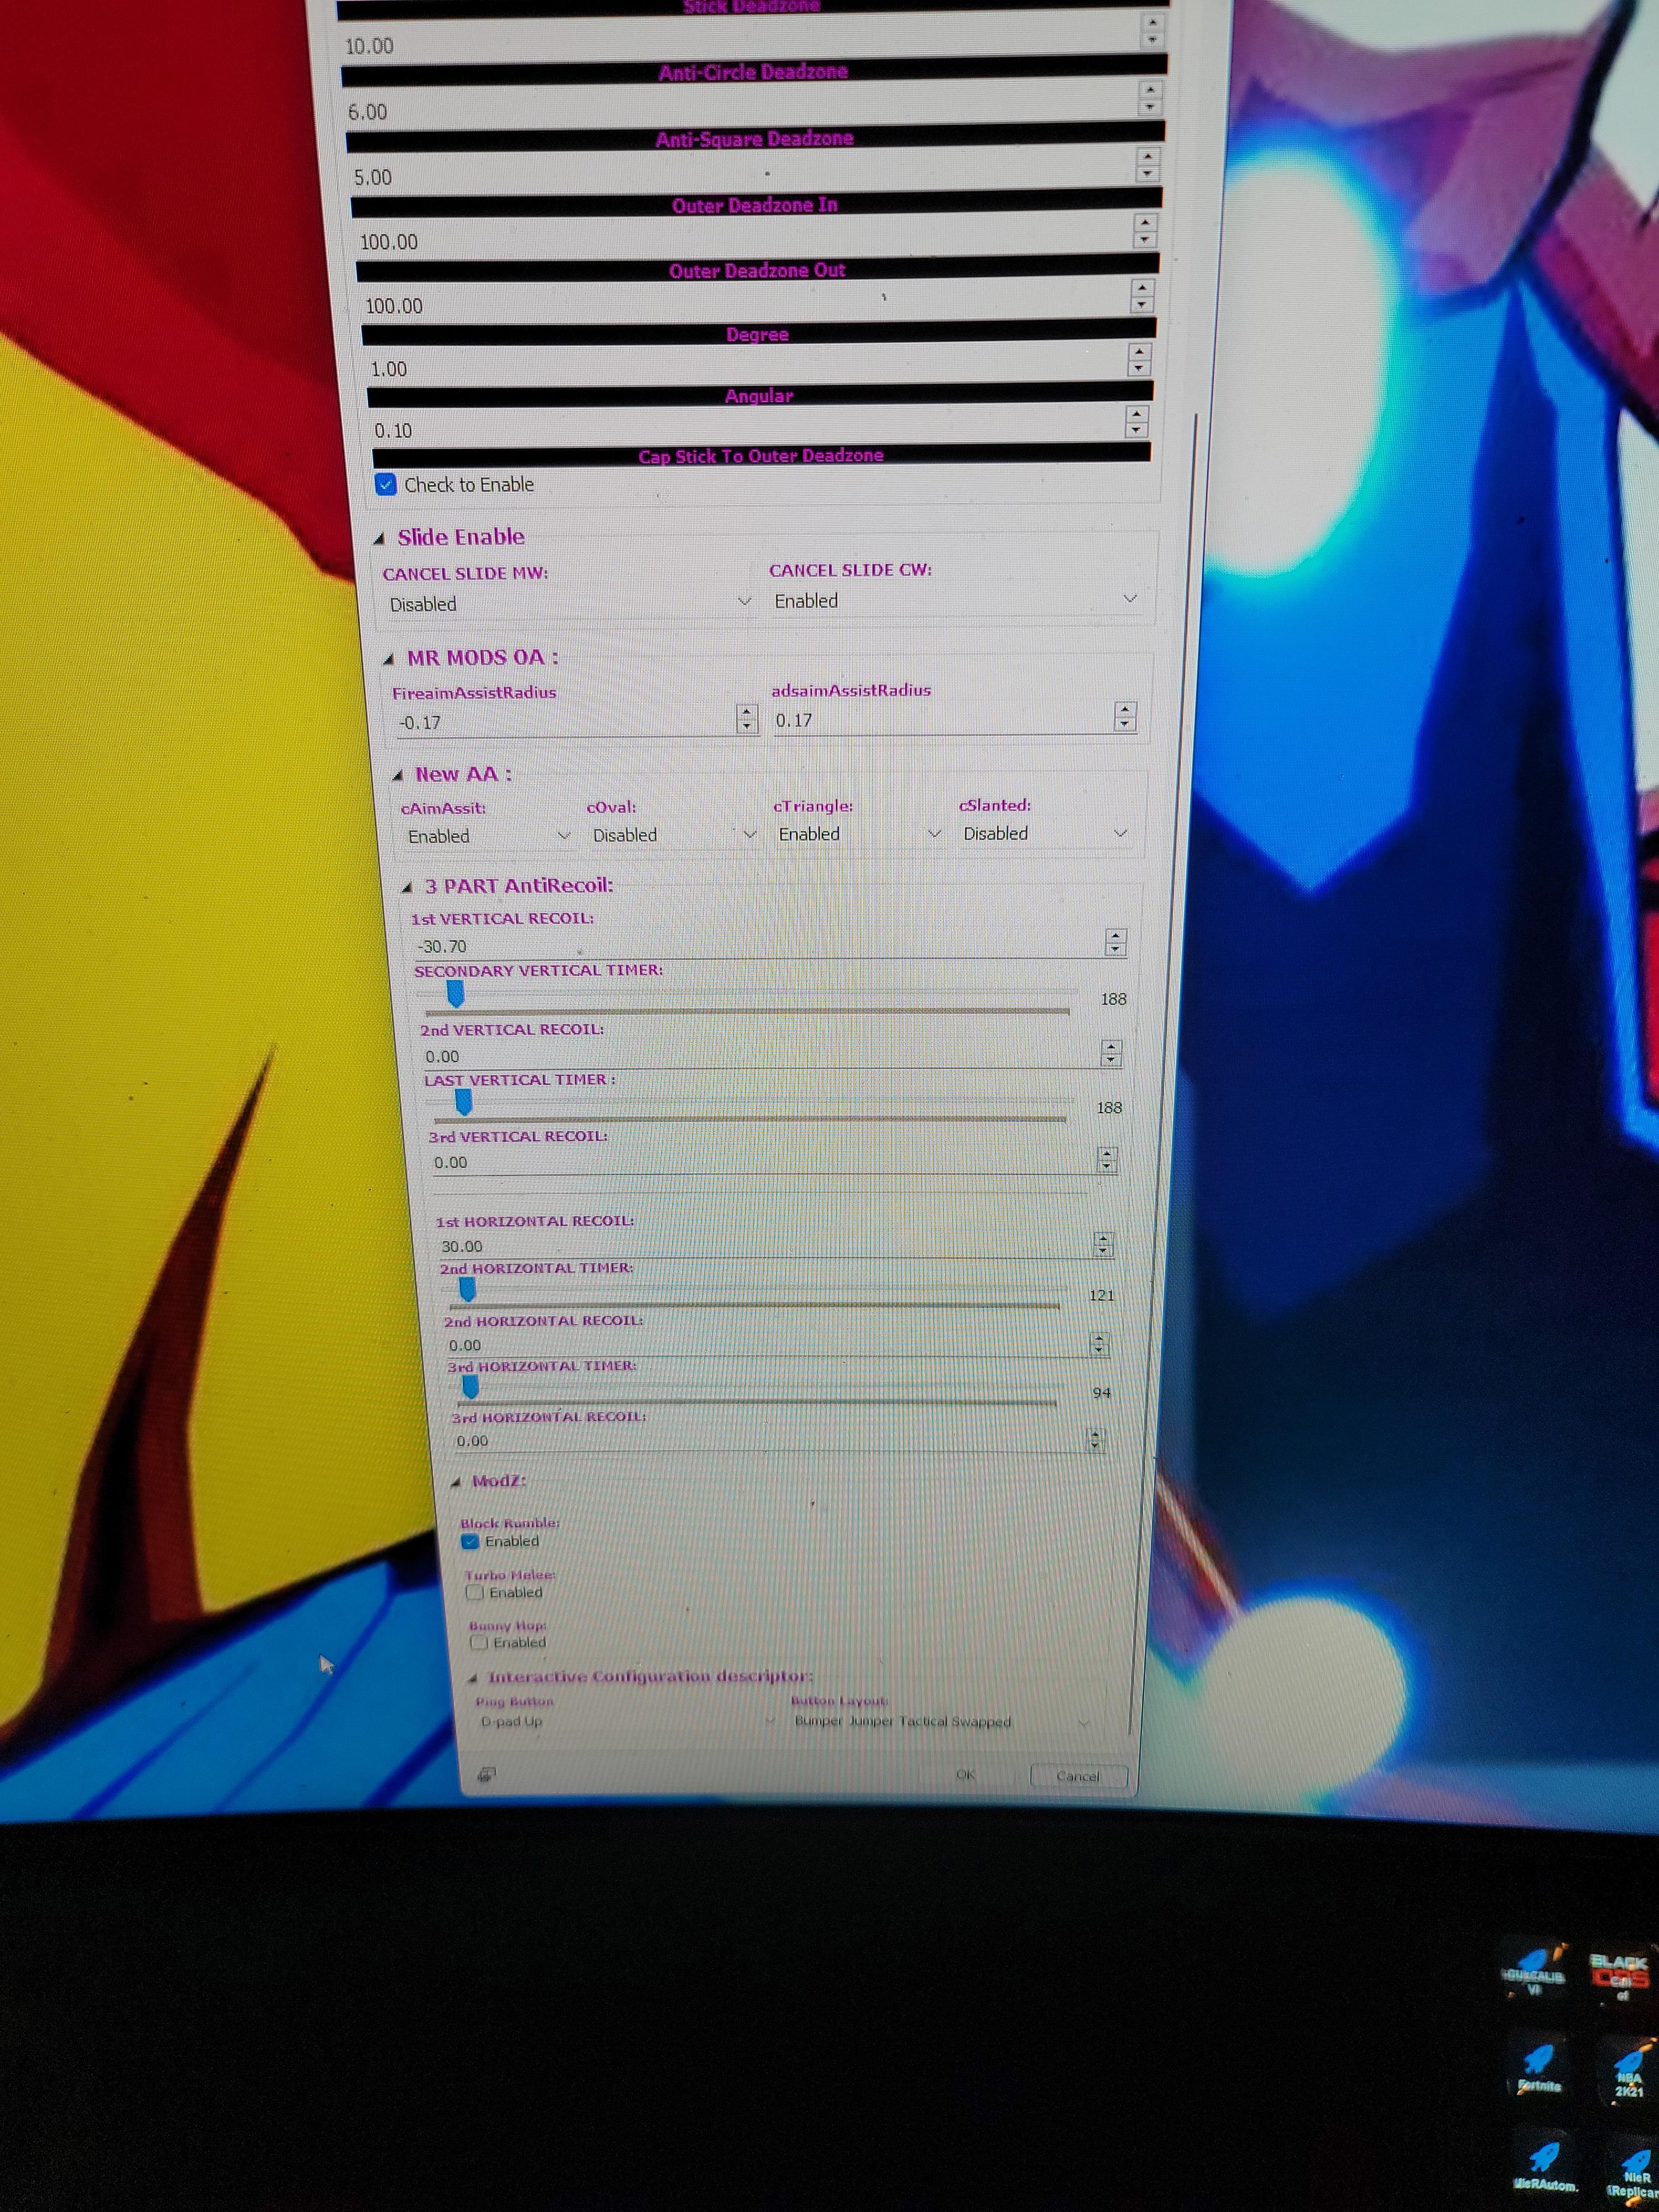 Stick Deadzone
10.00
Anti-Circle Deadzone
6.00
Anti-Square Deadzone
5.00
Outer Deadzone In
100.00
Outer Deadzone Out
100.00
Degree
1.00
Angular
0.10
Cap Stick To Outer Deadzone
Check to Enable
Slide Enable
CANCEL SLIDE MW: CANCEL SLIDE CW:
Disabled Enabled
MR MODS OA :
FireaimAssistRadius adsaimAssistRadius
-0.17 0.17
New AA :
cAimAssit: cOval: cTriangle: cSlanted:
Enabled Disabled Enabled Disabled
3 PART AntiRecoil:
1st VERTICAL RECOIL:
-30.70
SECONDARY VERTICAL TIMER:
188
2nd VERTICAL RECOIL:
0.00
LAST VERTICAL TIMER :
188
3rd VERTICAL RECOIL:
0.00
1st HORIZONTAL RECOIL:
30.00
2nd HORIZONTAL TIMER:
121
2nd HORIZONTAL RECOIL:
0.00
3rd HORIZONTAL TIMER:
94
3rd HORIZONTAL RECOIL:
0.00
ModZ:
Block Rumble:
Enabled
Turbo Melee:
Enabled
Bunny Hop:
Enabled
Interactive Configuration descriptor:
Ping Button Button Layout:
D-pad Up Bumper Jumper Tactical Swapped
OK Cancel
VI
BLACK
Fortnite
NBA
2K21
NieRAutom.
NieR